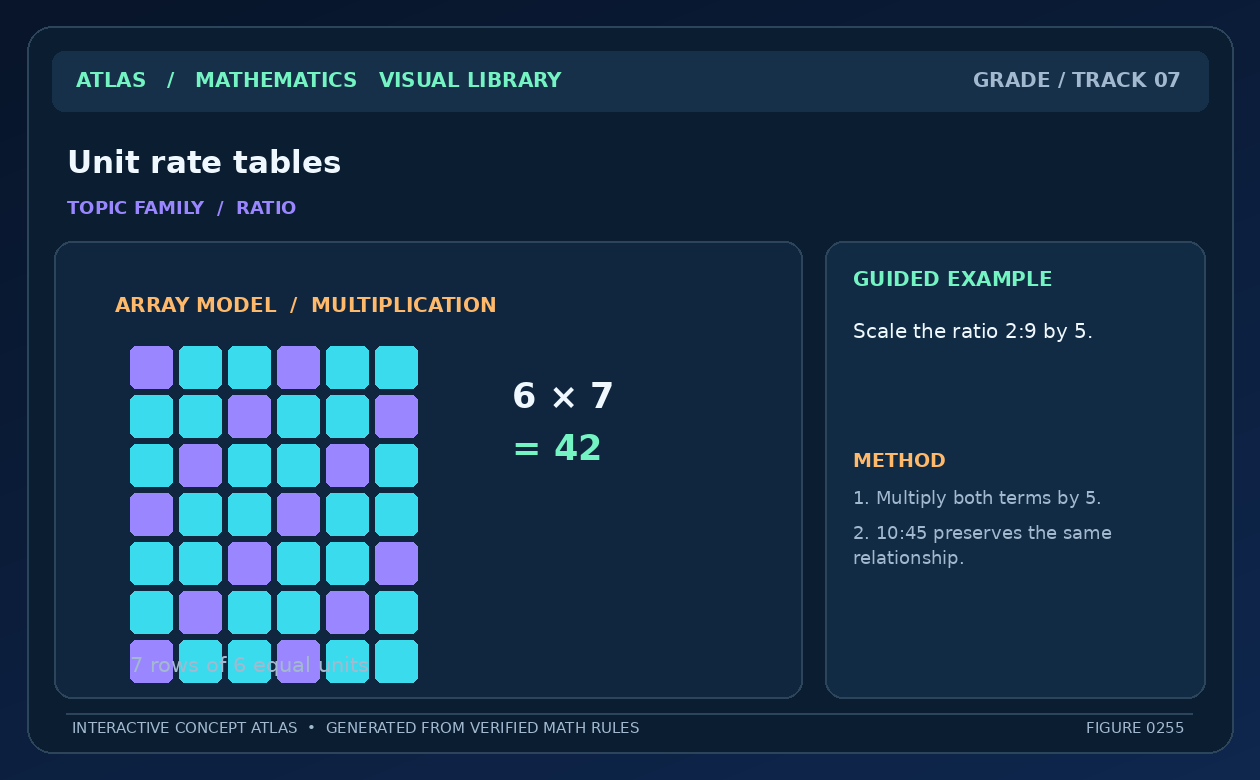 ATLAS / MATHEMATICS VISUAL LIBRARY
GRADE / TRACK 07
Unit rate tables
TOPIC FAMILY / RATIO
ARRAY MODEL / MULTIPLICATION
6 × 7
= 42
7 rows of 6 equal units
GUIDED EXAMPLE
Scale the ratio 2:9 by 5.
METHOD
1. Multiply both terms by 5.
2. 10:45 preserves the same
relationship.
INTERACTIVE CONCEPT ATLAS • GENERATED FROM VERIFIED MATH RULES
FIGURE 0255